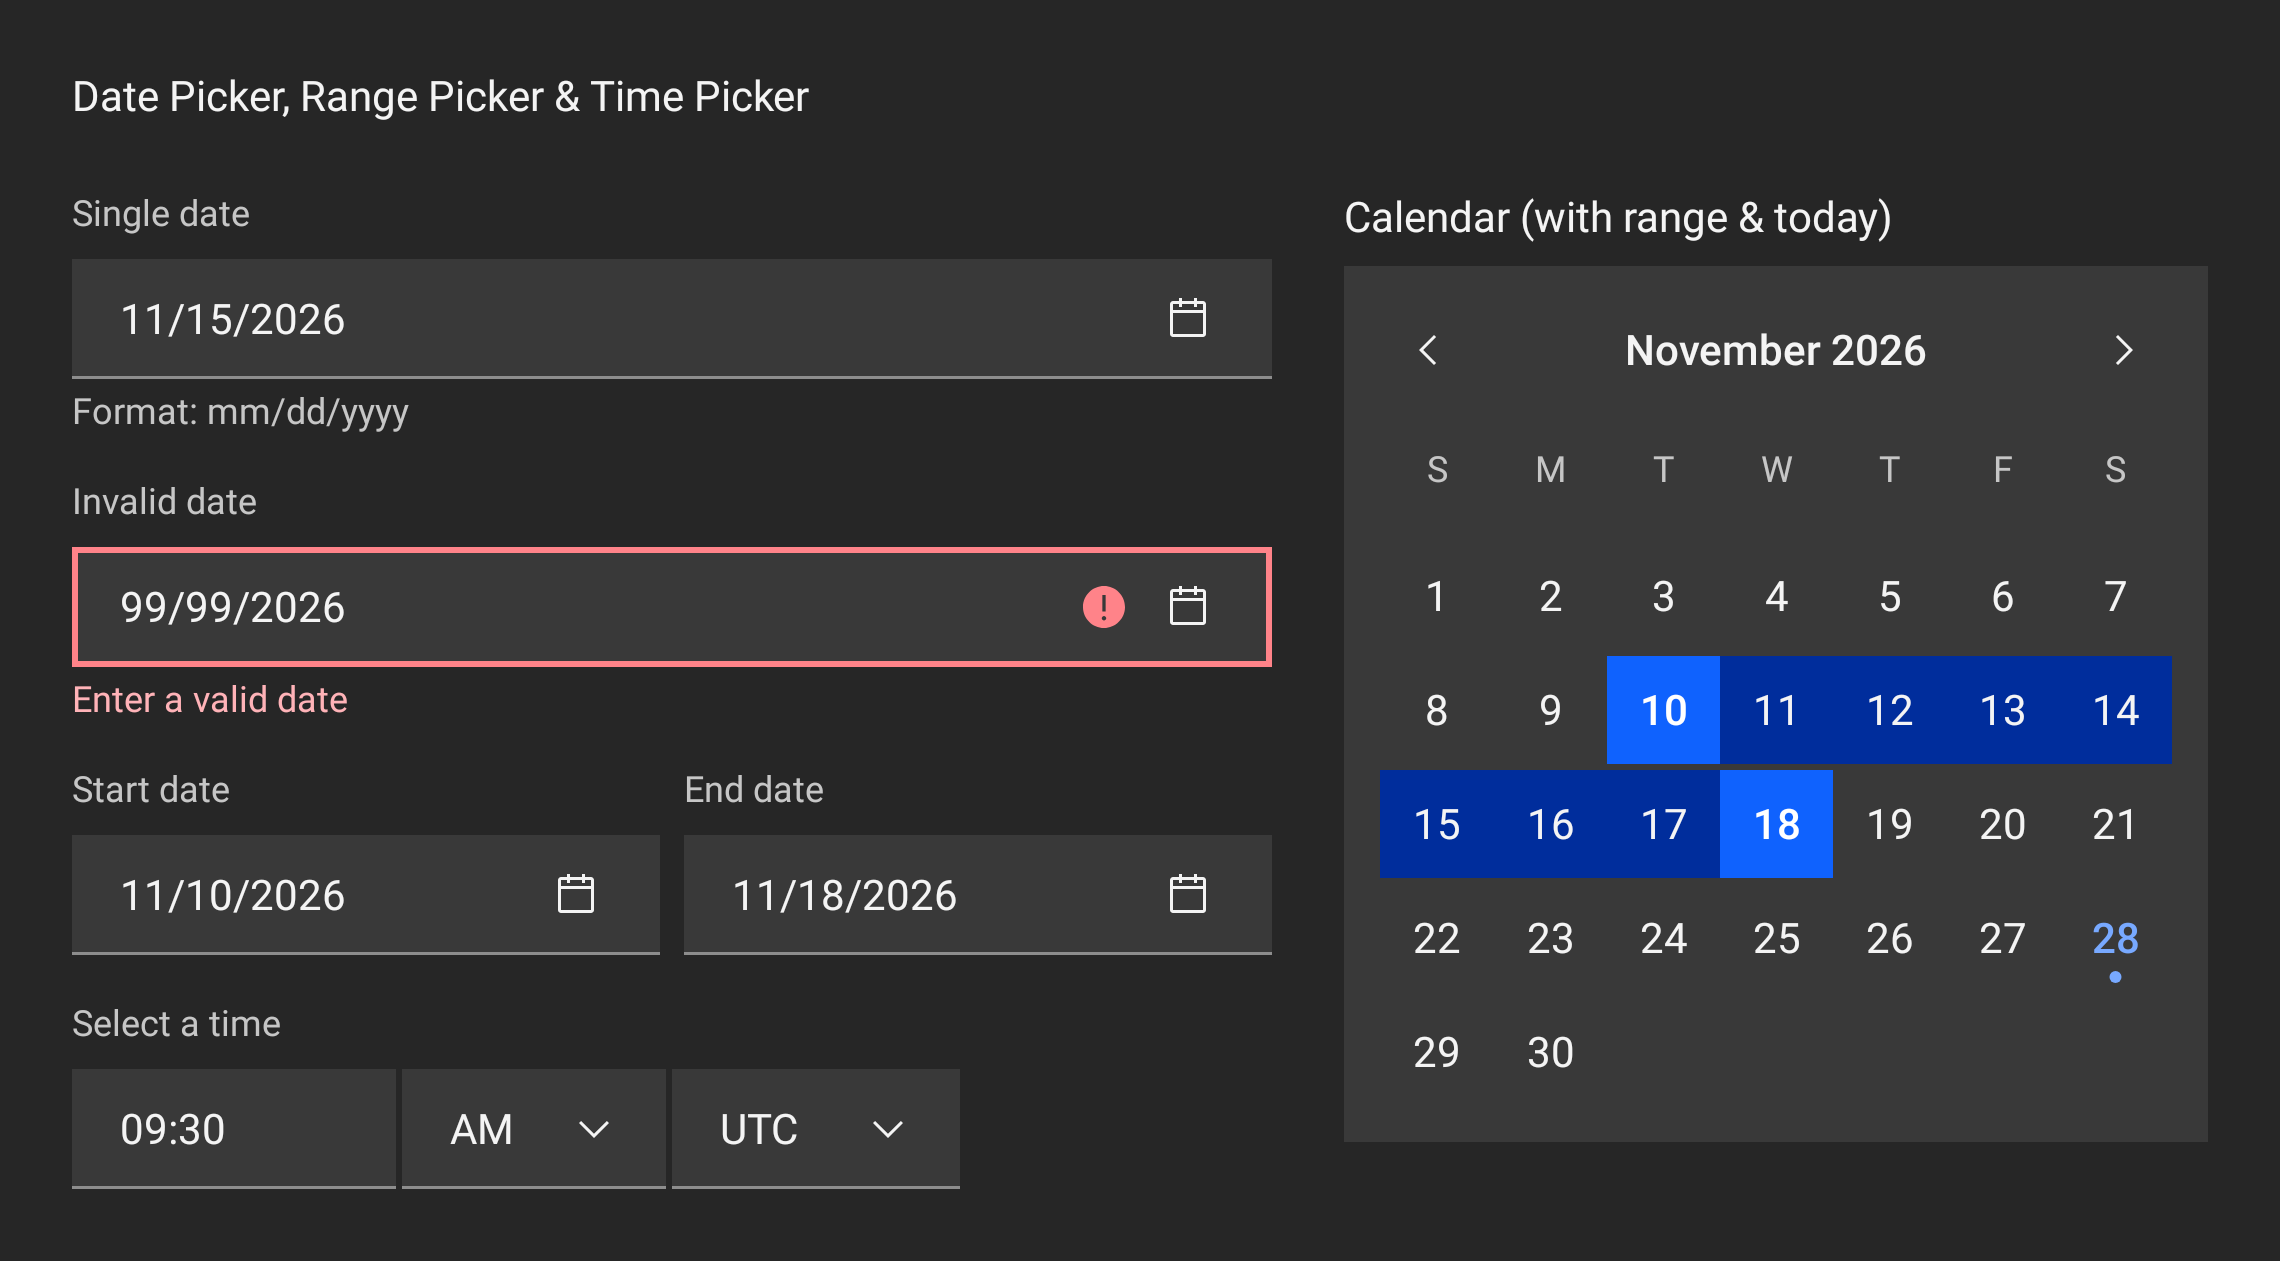 Date Picker, Range Picker & Time Picker
Single date
11/15/2026
Format: mm/dd/yyyy
Invalid date
99/99/2026
Enter a valid date
Start date
11/10/2026
End date
11/18/2026
Select a time
09:30 AM UTC
Calendar (with range & today)
November 2026
S M T W T F S
1 2 3 4 5 6 7
8 9 10 11 12 13 14
15 16 17 18 19 20 21
22 23 24 25 26 27 28
29 30